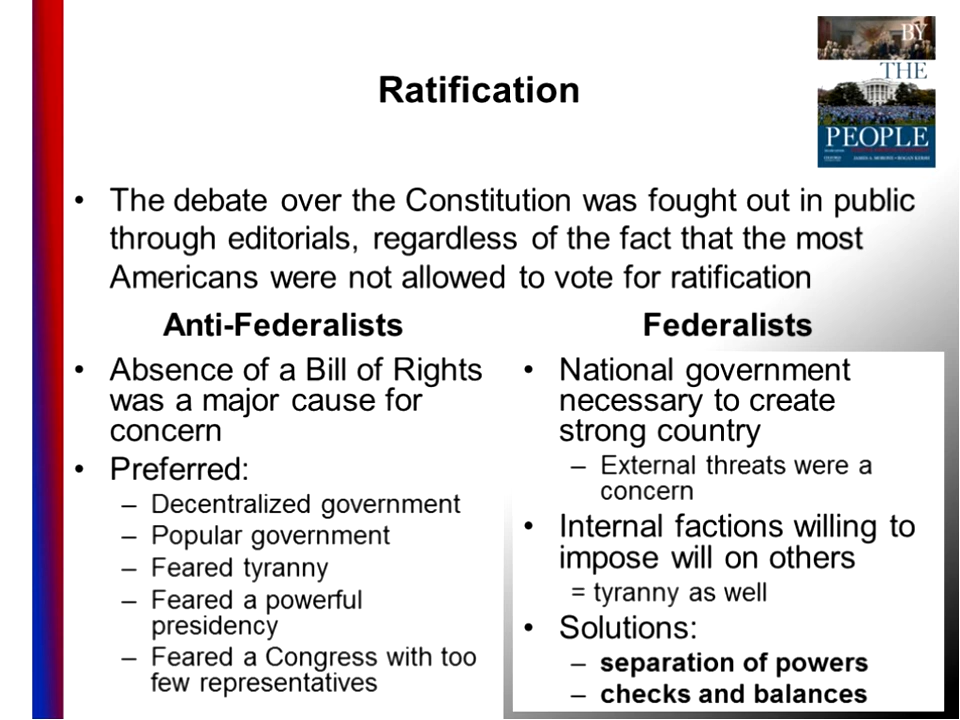 BY
THE
PEOPLE
JAMES A. MORONE • ROGAN KERSH
Ratification
• The debate over the Constitution was fought out in public
through editorials, regardless of the fact that the most
Americans were not allowed to vote for ratification
Anti-Federalists
• Absence of a Bill of Rights
was a major cause for
concern
• Preferred:
– Decentralized government
– Popular government
– Feared tyranny
– Feared a powerful
presidency
– Feared a Congress with too
few representatives
Federalists
• National government
necessary to create
strong country
– External threats were a
concern
• Internal factions willing to
impose will on others
= tyranny as well
• Solutions:
– separation of powers
– checks and balances